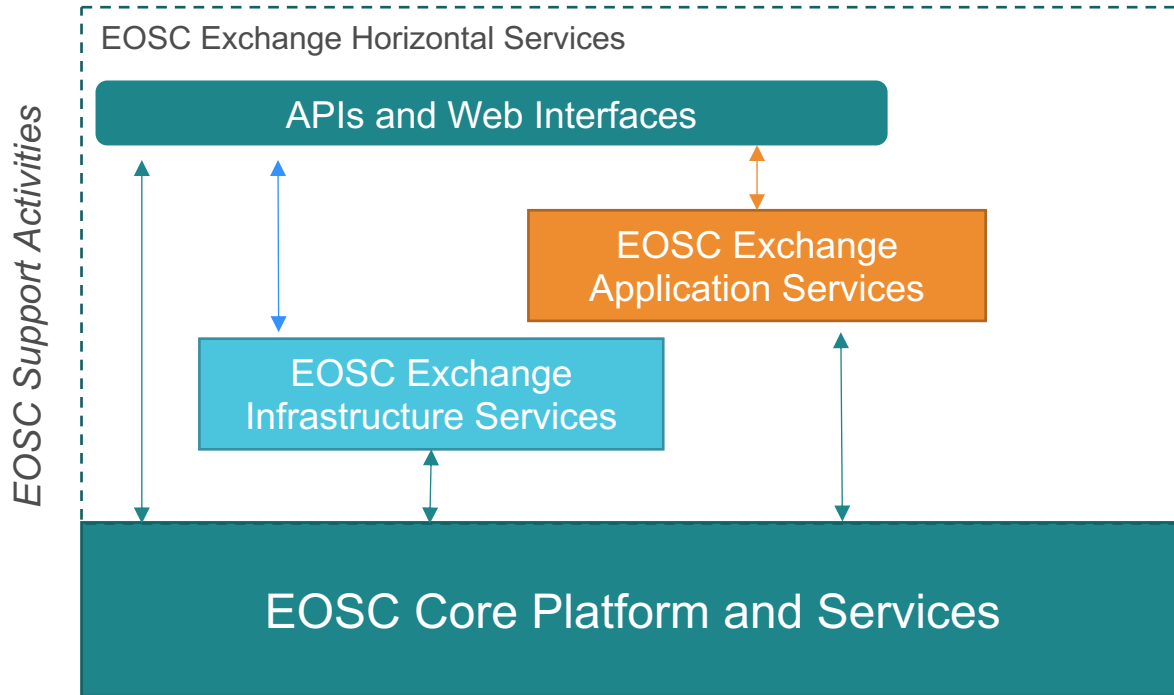 EOSC Exchange Horizontal Services
APIs and Web Interfaces
EOSC Support Activities
EOSC Exchange
Application Services
EOSC Exchange
Infrastructure Services
EOSC Core Platform and Services